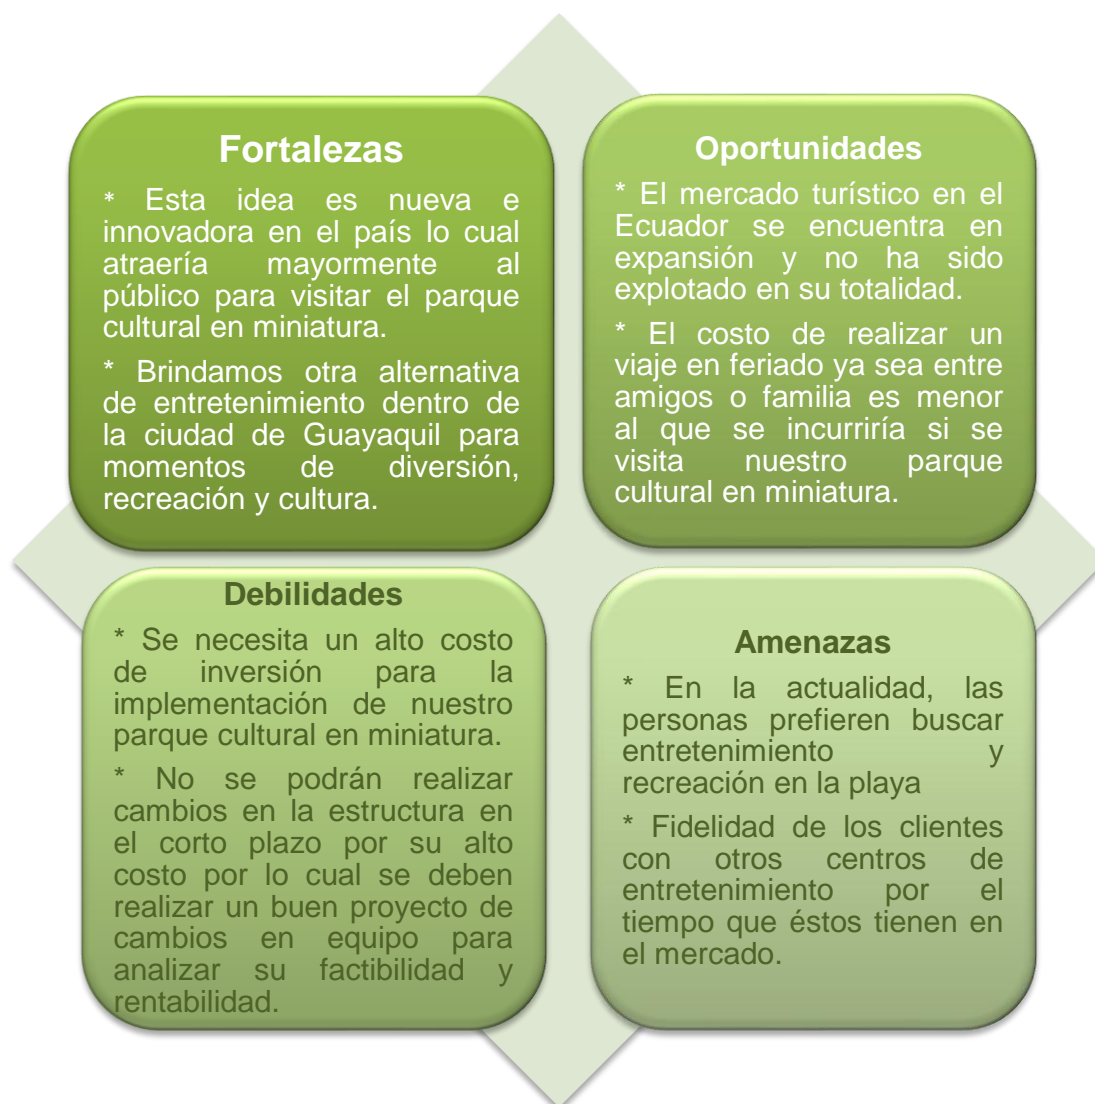 Fortalezas
* Esta idea es nueva e
innovadora en el país lo cual
atraería mayormente al
público para visitar el parque
cultural en miniatura.
* Brindamos otra alternativa
de entretenimiento dentro de
la ciudad de Guayaquil para
momentos de diversión,
recreación y cultura.
Oportunidades
* El mercado turístico en el
Ecuador se encuentra en
expansión y no ha sido
explotado en su totalidad.
* El costo de realizar un
viaje en feriado ya sea entre
amigos o familia es menor
al que se incurriría si se
visita nuestro parque
cultural en miniatura.
Debilidades
* Se necesita un alto costo
de inversión para la
implementación de nuestro
parque cultural en miniatura.
* No se podrán realizar
cambios en la estructura en
el corto plazo por su alto
costo por lo cual se deben
realizar un buen proyecto de
cambios en equipo para
analizar su factibilidad y
rentabilidad.
Amenazas
* En la actualidad, las
personas prefieren buscar
entretenimiento y
recreación en la playa
* Fidelidad de los clientes
con otros centros de
entretenimiento por el
tiempo que éstos tienen en
el mercado.